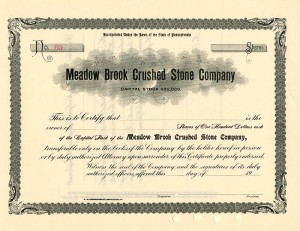 Incorporated Under the Laws of the State of Pennsylvania
No. Shares
Meadow Brook Crushed Stone Company
CAPITAL STOCK
This is to Certify that is the
owner of Shares of One Hundred Dollars each
of the Capital Stock of the Meadow Brook Crushed Stone Company,
transferable only on the books of the Company by the holder hereof in person
or by duly authorized Attorney upon surrender of this Certificate properly endorsed.
Witness the seal of the Company and the signatures of its duly
authorized officers, affixed this day of 19